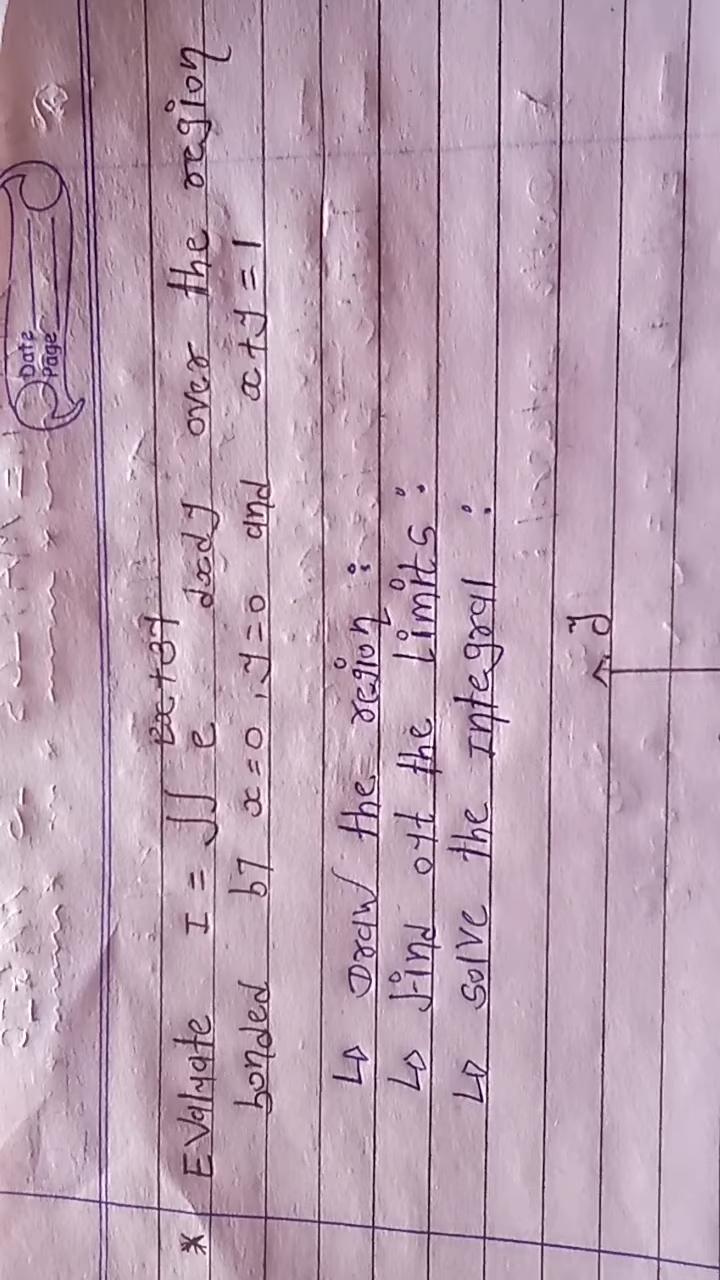 Date
Page
* Evaluate I = ∫∫ e^{2x+3y} dxdy over the region
bonded by x=0, y=0 and x+y=1
↳ Draw the region :
↳ find out the Limits :
↳ solve the Integral :
y